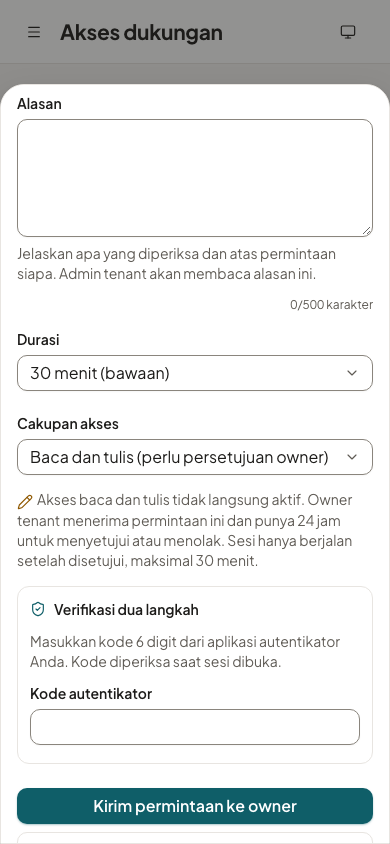 Akses dukungan
Alasan
Jelaskan apa yang diperiksa dan atas permintaan
siapa. Admin tenant akan membaca alasan ini.
0/500 karakter
Durasi
30 menit (bawaan)
Cakupan akses
Baca dan tulis (perlu persetujuan owner)
Akses baca dan tulis tidak langsung aktif. Owner
tenant menerima permintaan ini dan punya 24 jam
untuk menyetujui atau menolak. Sesi hanya berjalan
setelah disetujui, maksimal 30 menit.
Verifikasi dua langkah
Masukkan kode 6 digit dari aplikasi autentikator
Anda. Kode diperiksa saat sesi dibuka.
Kode autentikator
Kirim permintaan ke owner